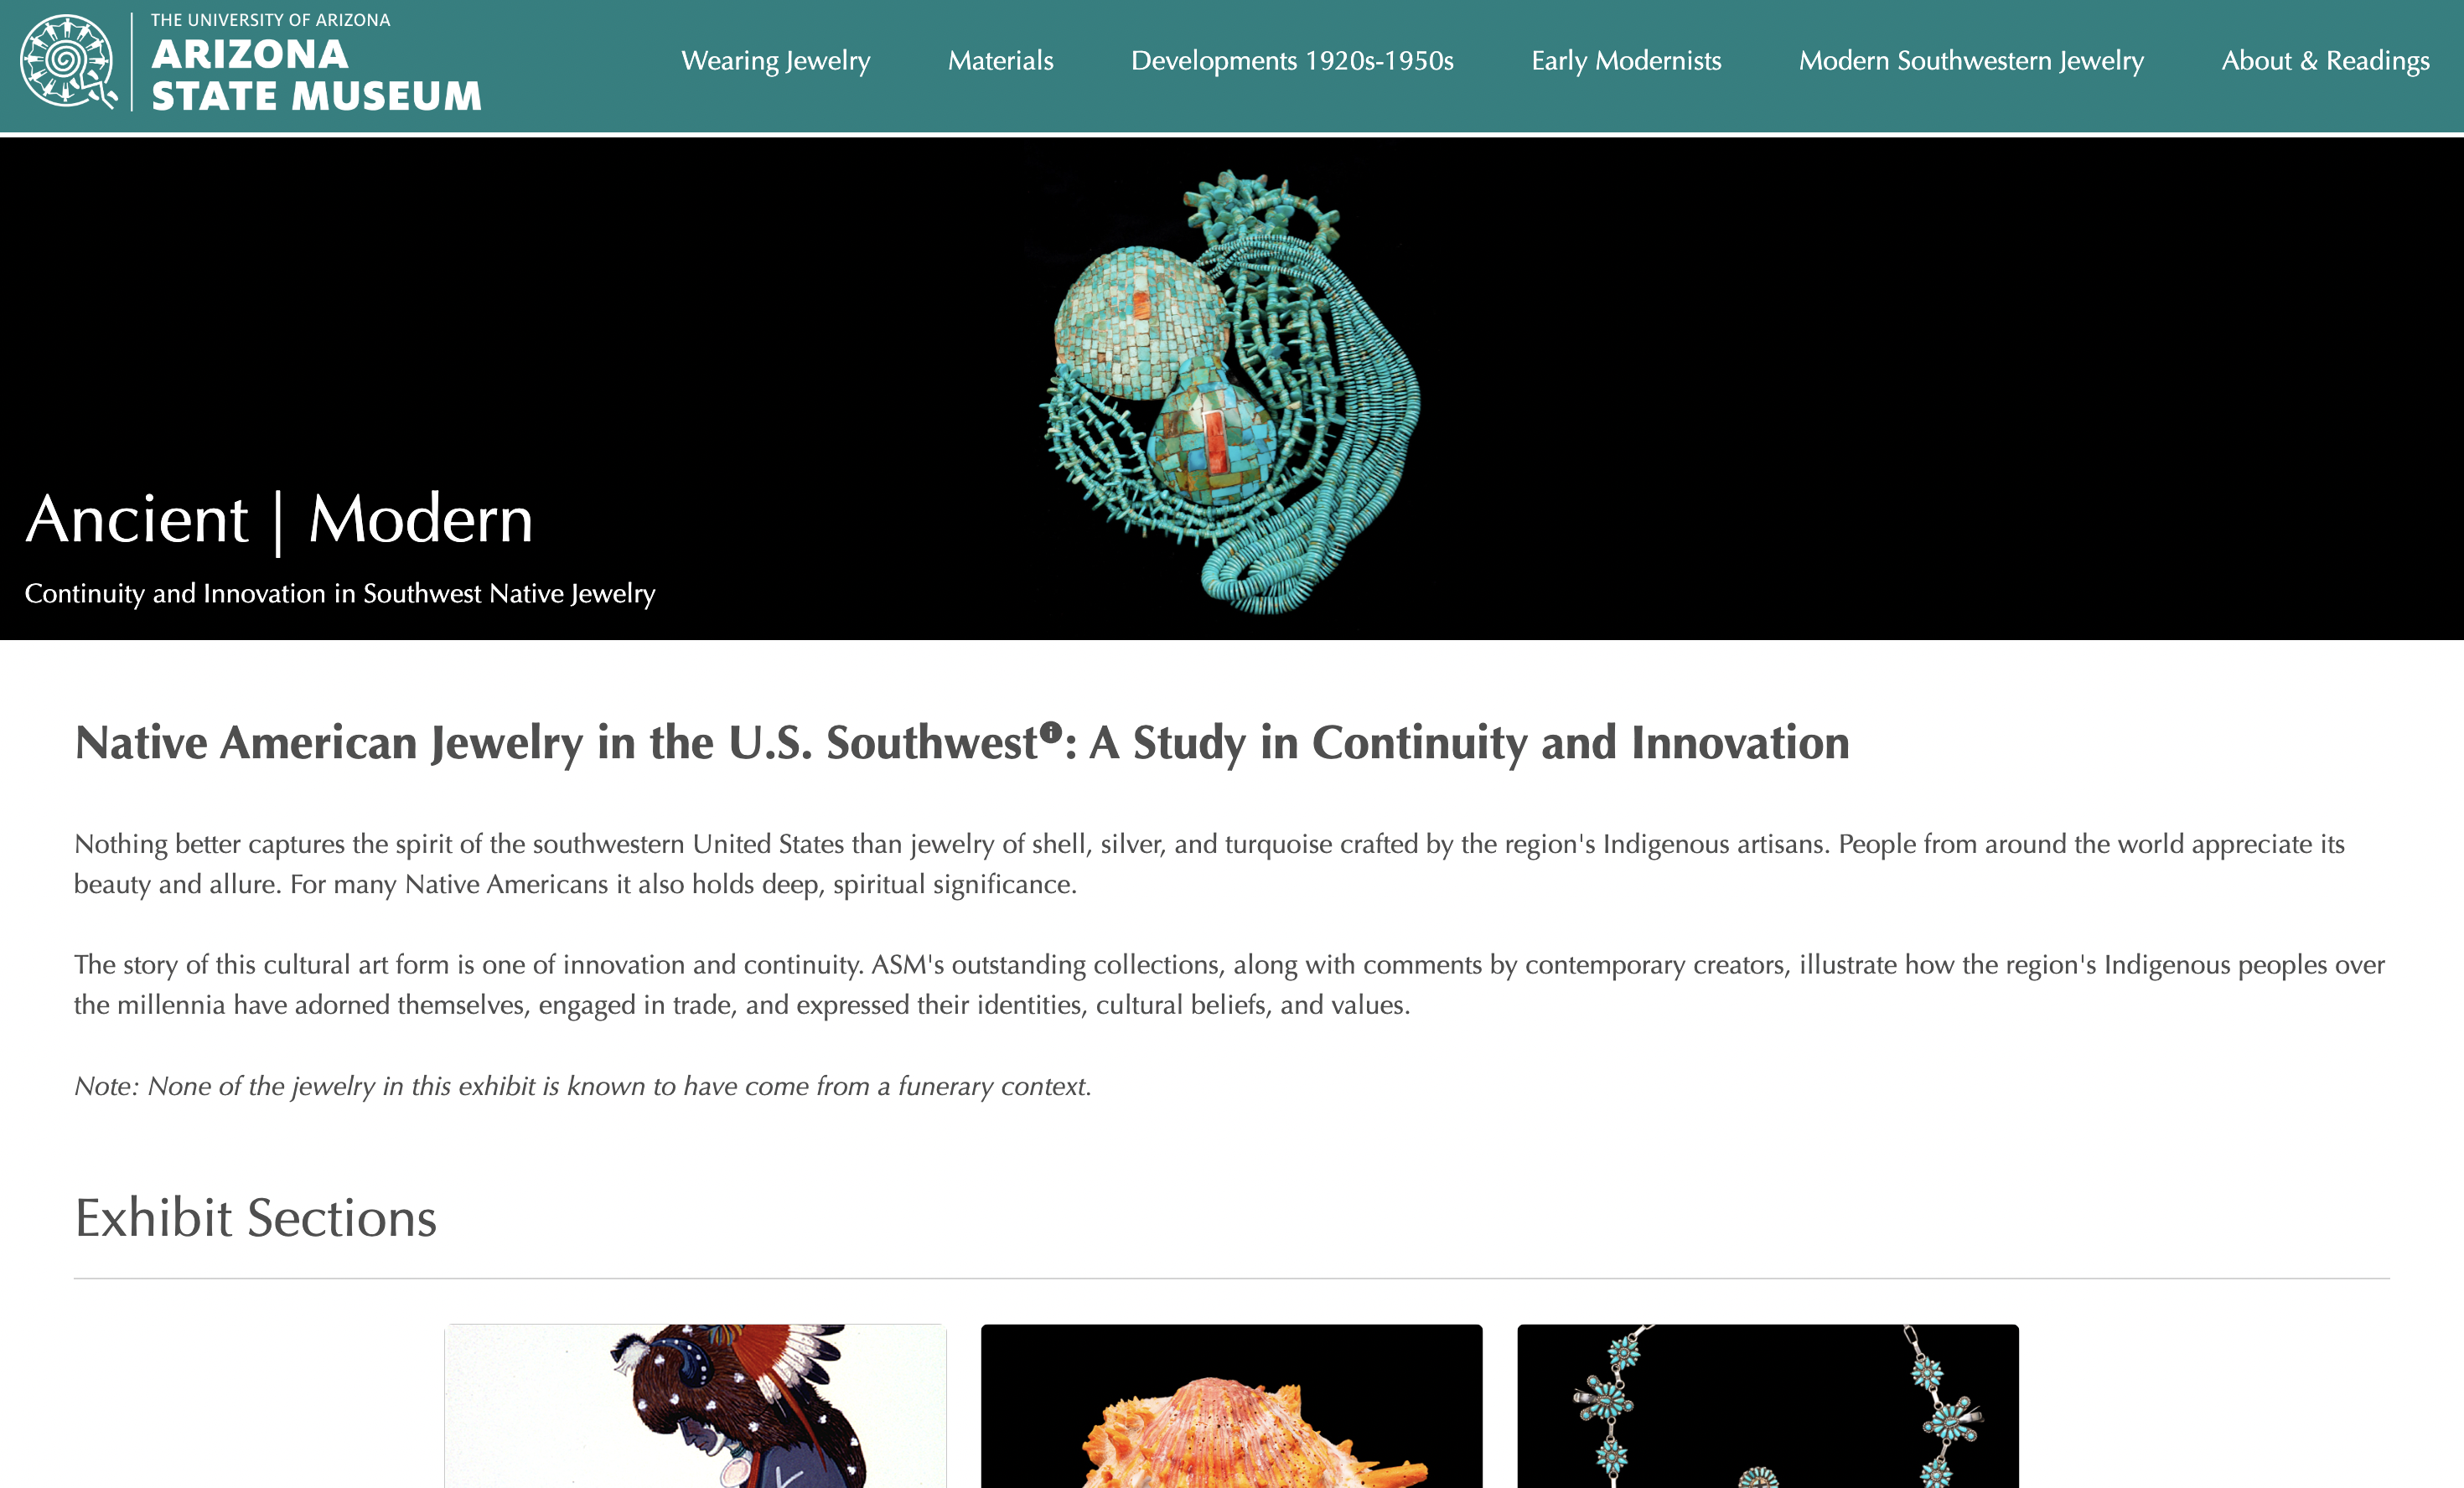 THE UNIVERSITY OF ARIZONA
ARIZONA
STATE MUSEUM
Wearing Jewelry
Materials
Developments 1920s-1950s
Early Modernists
Modern Southwestern Jewelry
About & Readings
Ancient | Modern
Continuity and Innovation in Southwest Native Jewelry
Native American Jewelry in the U.S. Southwest: A Study in Continuity and Innovation
Nothing better captures the spirit of the southwestern United States than jewelry of shell, silver, and turquoise crafted by the region's Indigenous artisans. People from around the world appreciate its
beauty and allure. For many Native Americans it also holds deep, spiritual significance.
The story of this cultural art form is one of innovation and continuity. ASM's outstanding collections, along with comments by contemporary creators, illustrate how the region's Indigenous peoples over
the millennia have adorned themselves, engaged in trade, and expressed their identities, cultural beliefs, and values.
Note: None of the jewelry in this exhibit is known to have come from a funerary context.
Exhibit Sections